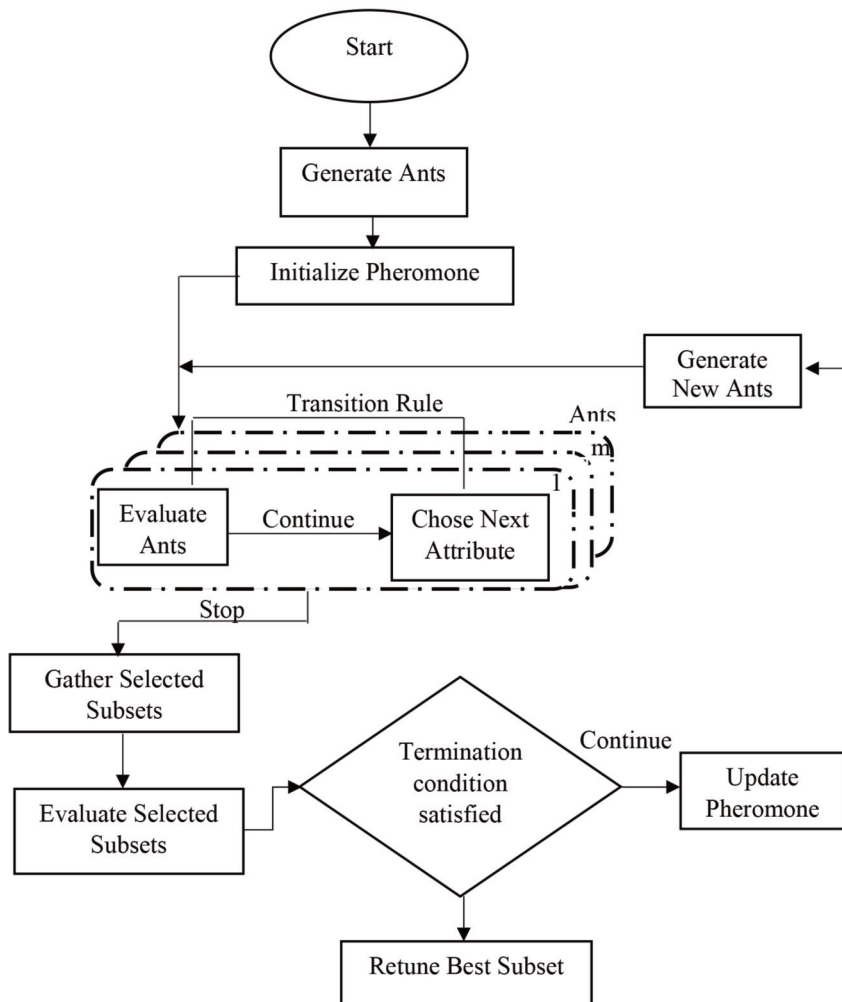 Start
Generate Ants
Initialize Pheromone
Generate
New Ants
Transition Rule
Ants
m
1
Evaluate
Ants
Continue
Chose Next
Attribute
Stop
Gather Selected
Subsets
Evaluate Selected
Subsets
Termination
condition
satisfied
Continue
Update
Pheromone
Retune Best Subset